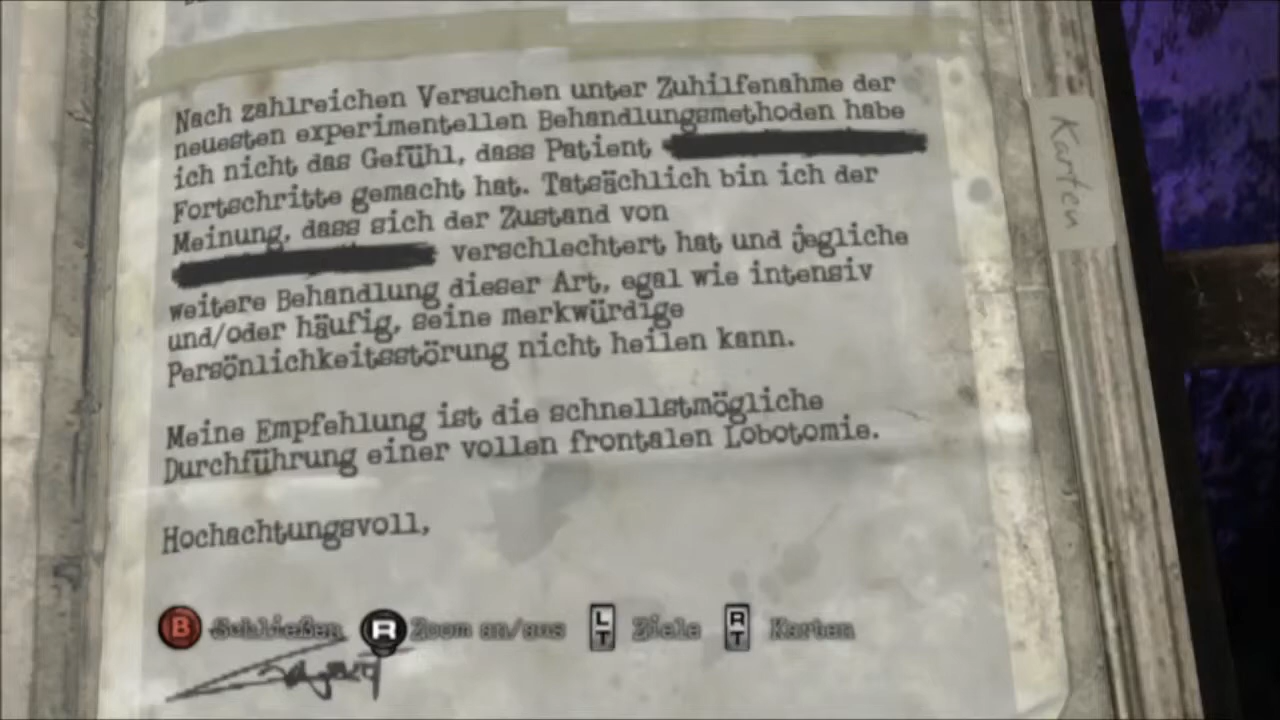 Nach zahlreichen Versuchen unter Zuhilfenahme der
neuesten experimentellen Behandlungsmethoden habe
ich nicht das Gefühl, dass Patient
Fortschritte gemacht hat. Tatsächlich bin ich der
Meinung, dass sich der Zustand von
verschlechtert hat und jegliche
weitere Behandlung dieser Art, egal wie intensiv
und/oder häufig, seine merkwürdige
Persönlichkeitsstörung nicht heilen kann.
Meine Empfehlung ist die schnellstmögliche
Durchführung einer vollen frontalen Lobotomie.
Hochachtungsvoll,
B Schließen R Zoom an/aus LT Ziele RT Karten
Karten